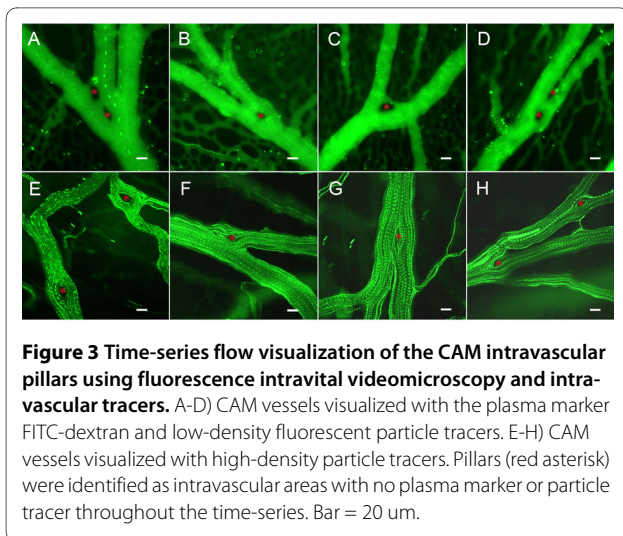 A
B
C
D
E
F
G
H
Figure 3 Time-series flow visualization of the CAM intravascular
pillars using fluorescence intravital videomicroscopy and intra-
vascular tracers. A-D) CAM vessels visualized with the plasma marker
FITC-dextran and low-density fluorescent particle tracers. E-H) CAM
vessels visualized with high-density particle tracers. Pillars (red asterisk)
were identified as intravascular areas with no plasma marker or particle
tracer throughout the time-series. Bar = 20 um.